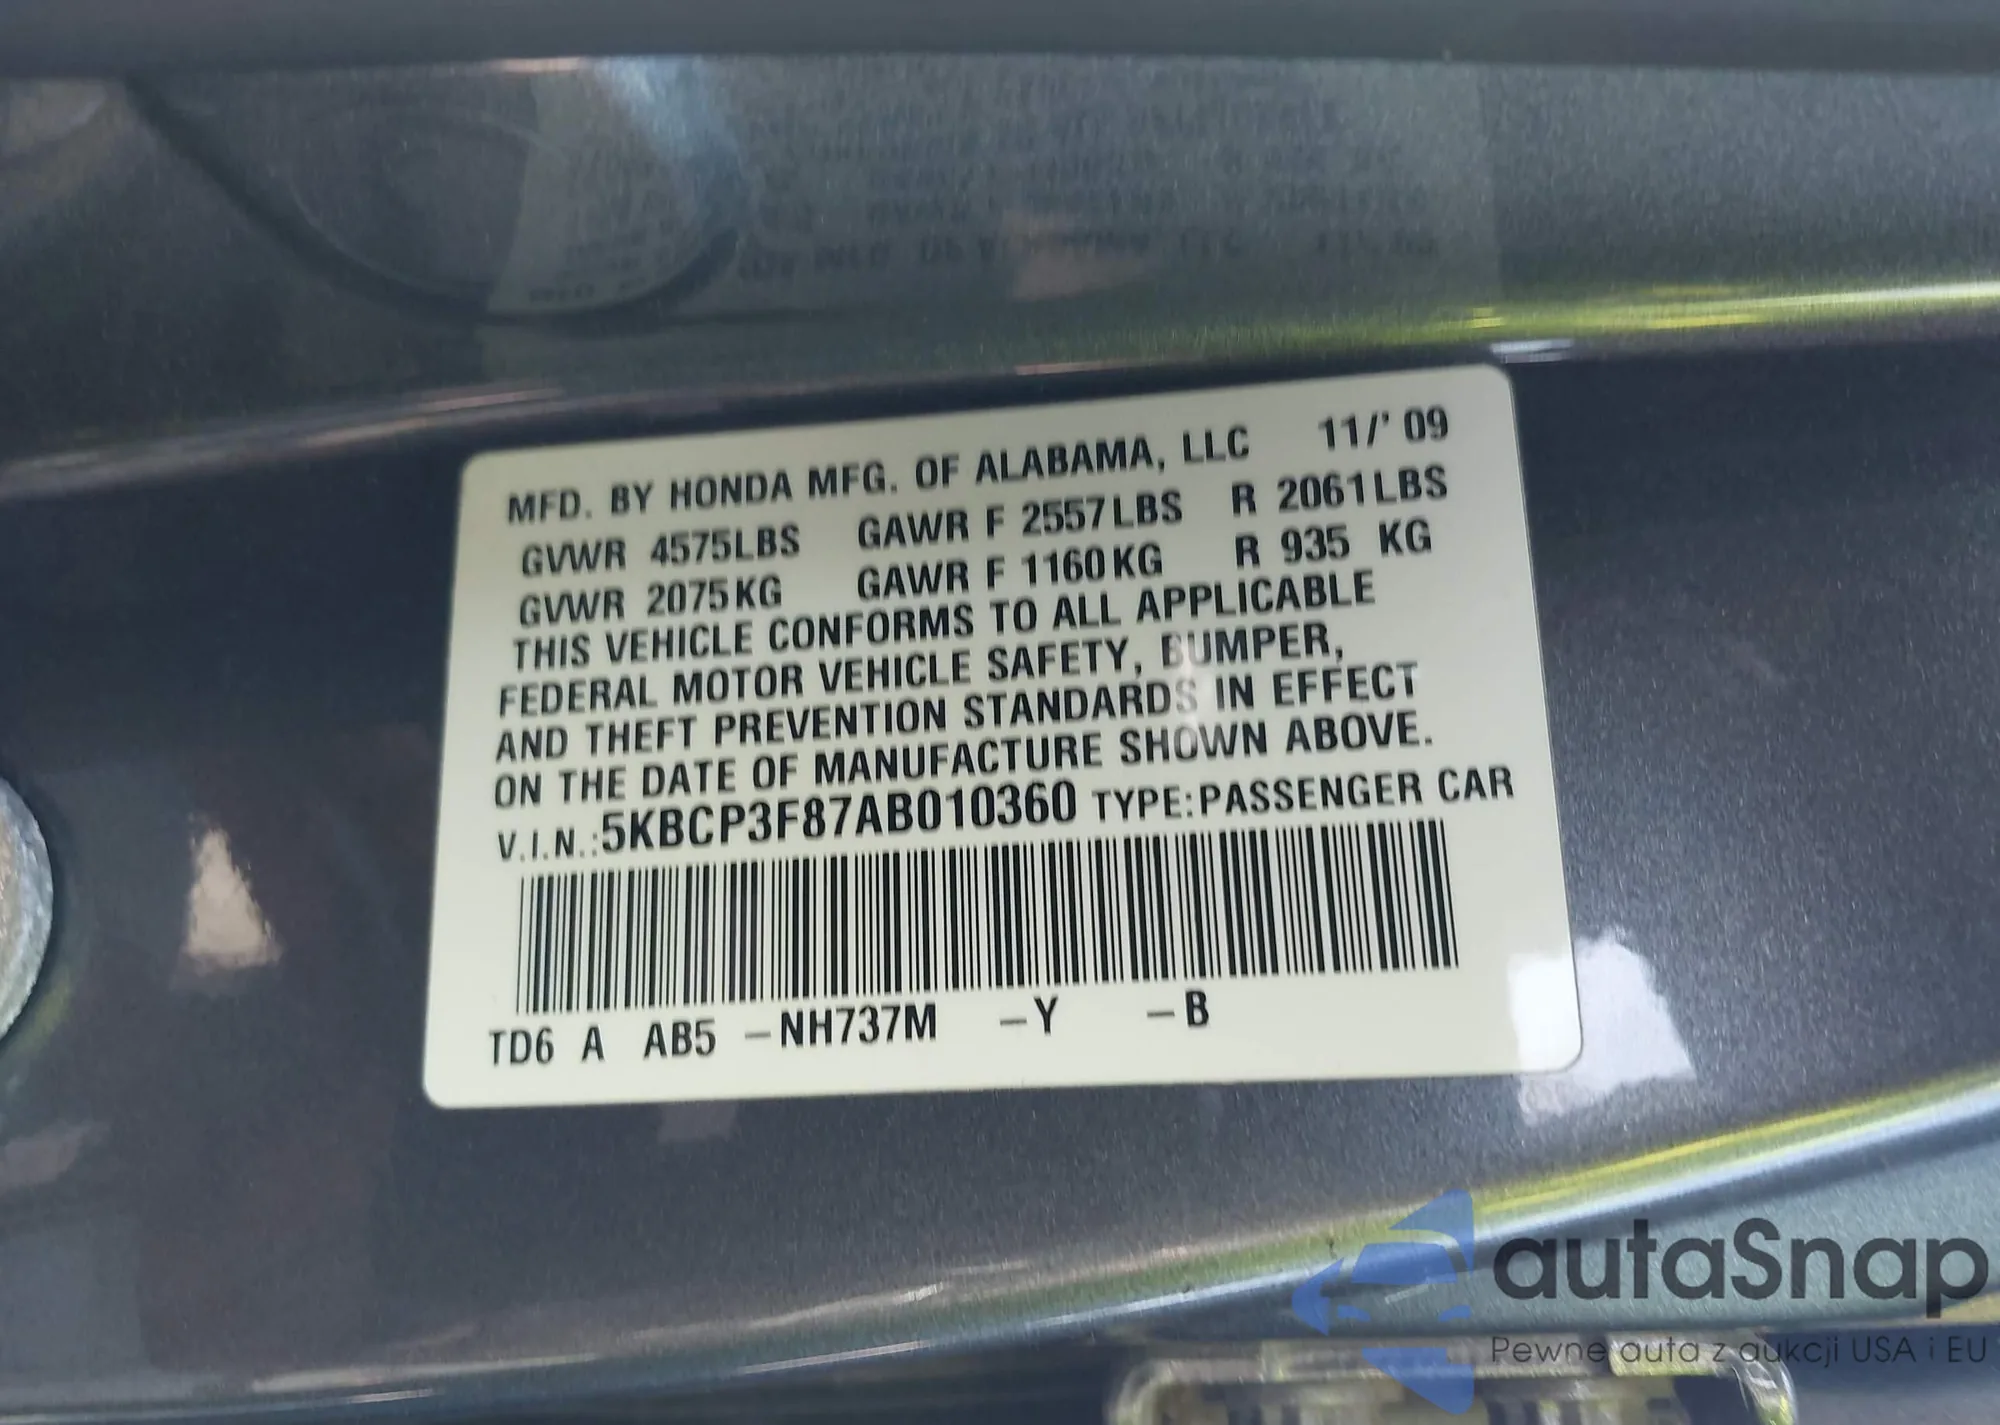 MFD. BY HONDA MFG. OF ALABAMA, LLC 11/' 09
GVWR 4575LBS GAWR F 2557LBS R 2061LBS
GVWR 2075KG GAWR F 1160KG R 935 KG
THIS VEHICLE CONFORMS TO ALL APPLICABLE
FEDERAL MOTOR VEHICLE SAFETY, BUMPER,
AND THEFT PREVENTION STANDARDS IN EFFECT
ON THE DATE OF MANUFACTURE SHOWN ABOVE.
V.I.N.:5KBCP3F87AB010360 TYPE:PASSENGER CAR
TD6 A AB5 –NH737M –Y –B
autaSnap
Pewne auta z aukcji USA i EU